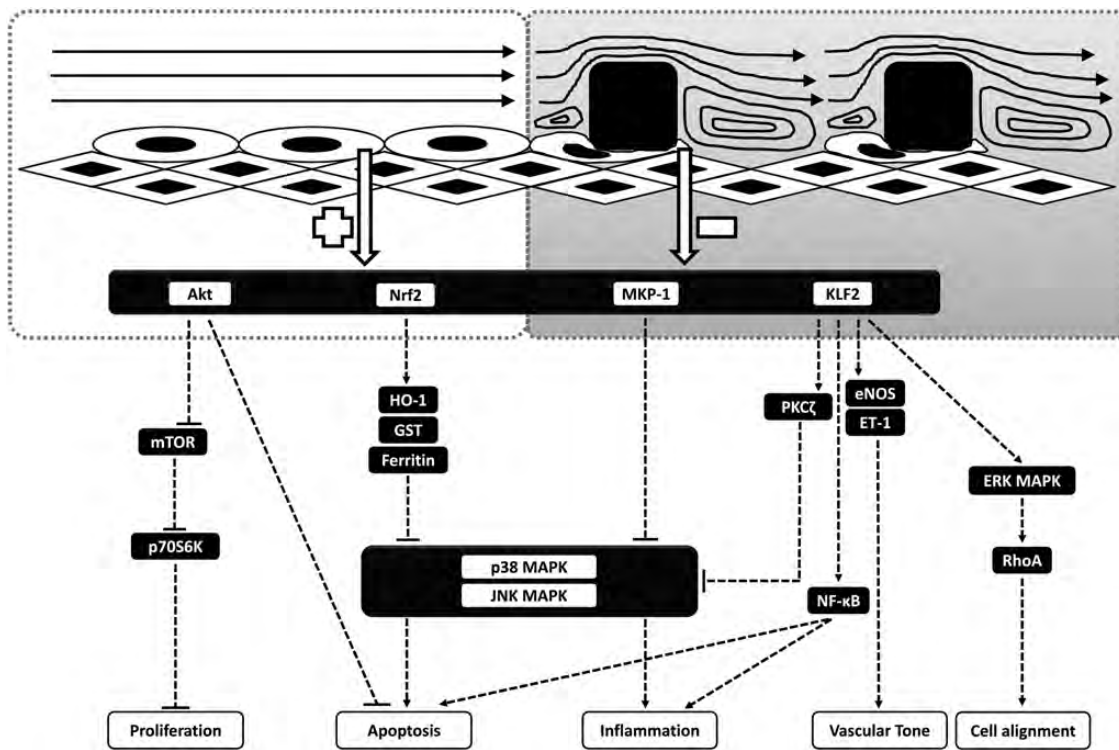 Akt
Nrf2
MKP-1
KLF2
HO-1
GST
Ferritin
PKCζ
eNOS
ET-1
mTOR
ERK MAPK
p70S6K
p38 MAPK
JNK MAPK
RhoA
NF-κB
Proliferation
Apoptosis
Inflammation
Vascular Tone
Cell alignment